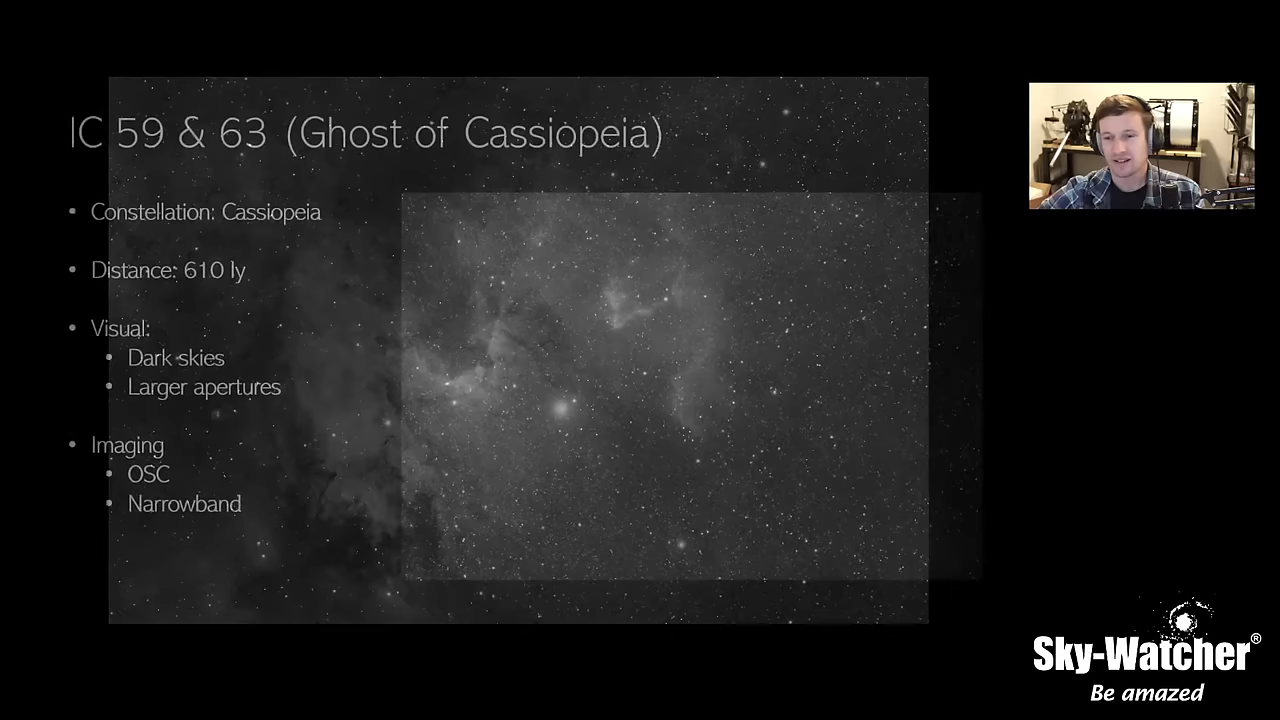 IC 59 & 63 (Ghost of Cassiopeia)
• Constellation: Cassiopeia
• Distance: 610 ly
• Visual:
• Dark skies
• Larger apertures
• Imaging
• OSC
• Narrowband
Sky-Watcher®
Be amazed